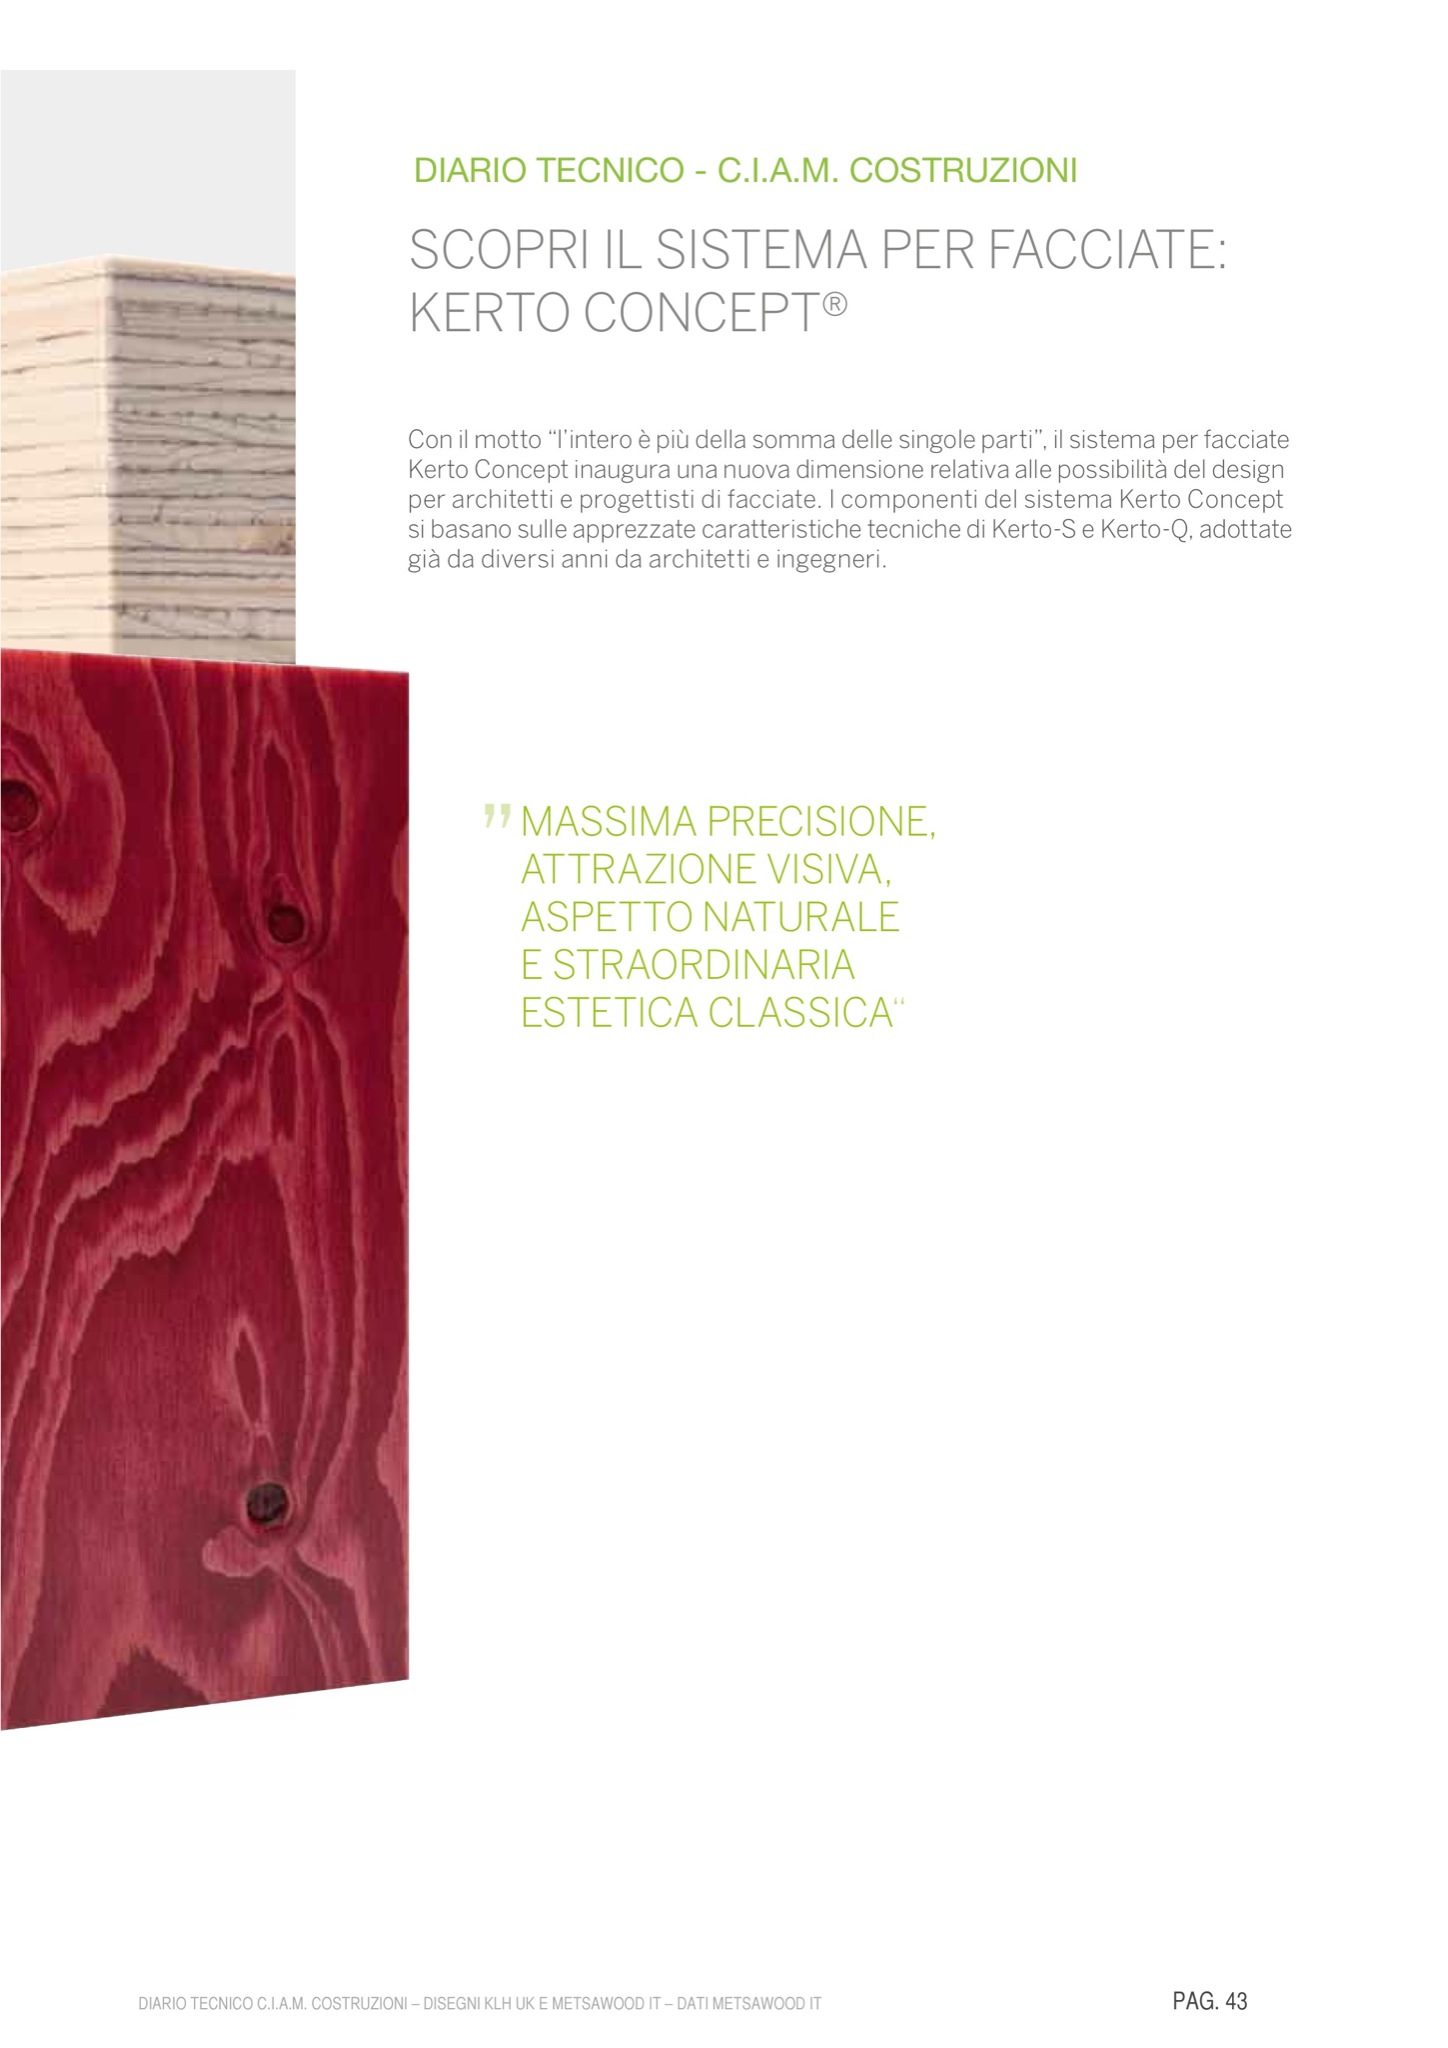 DIARIO TECNICO - C.I.A.M. COSTRUZIONI
SCOPRI IL SISTEMA PER FACCIATE:
KERTO CONCEPT®
Con il motto “l’intero è più della somma delle singole parti”, il sistema per facciate
Kerto Concept inaugura una nuova dimensione relativa alle possibilità del design
per architetti e progettisti di facciate. I componenti del sistema Kerto Concept
si basano sulle apprezzate caratteristiche tecniche di Kerto-S e Kerto-Q, adottate
già da diversi anni da architetti e ingegneri.
” MASSIMA PRECISIONE,
ATTRAZIONE VISIVA,
ASPETTO NATURALE
E STRAORDINARIA
ESTETICA CLASSICA“
DIARIO TECNICO C.I.A.M. COSTRUZIONI – DISEGNI KLH UK E METSAWOOD IT – DATI METSAWOOD IT
PAG. 43